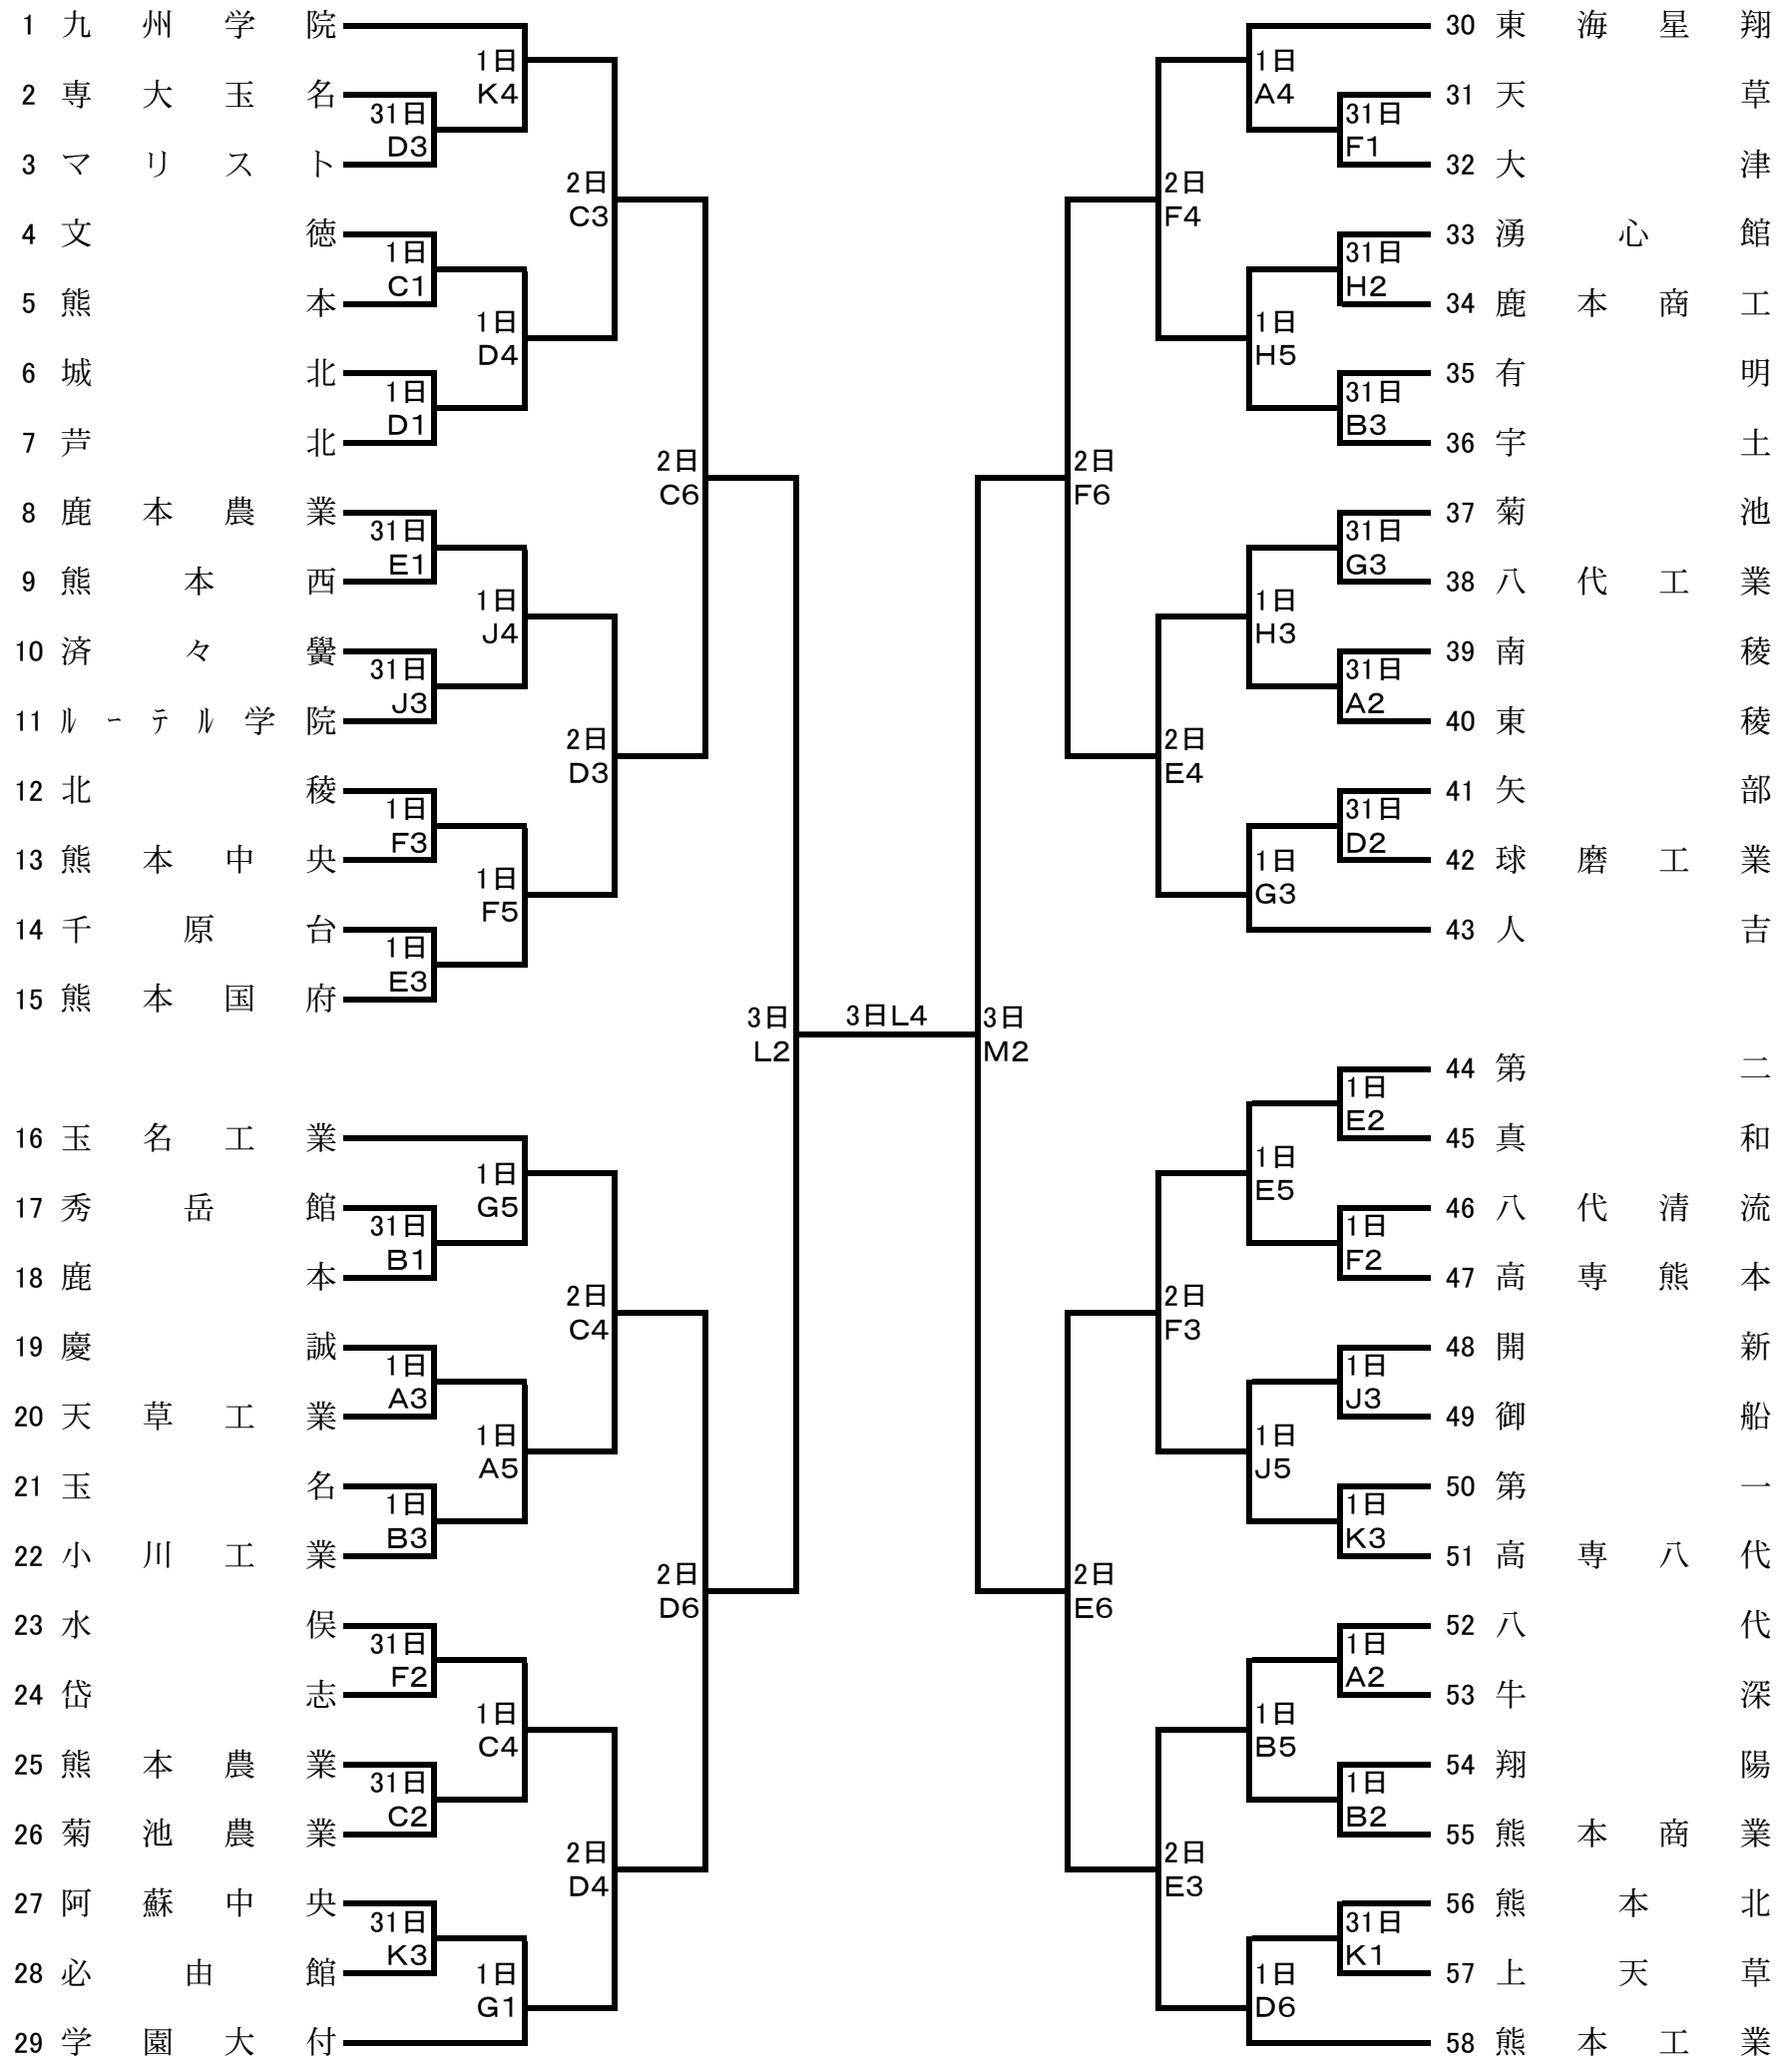 1 九州学院
1日
K4
2 専大玉名
31日
D3
3 マリスト
2日
C3
4 文徳
1日
C1
5 熊本
1日
D4
6 城北
1日
D1
7 芦北
2日
C6
8 鹿本農業
31日
E1
9 熊本西
1日
J4
10 済々黌
31日
J3
11 ルーテル学院
2日
D3
12 北稜
1日
F3
13 熊本中央
1日
F5
14 千原台
1日
E3
15 熊本国府
3日
L2
3日L4
16 玉名工業
1日
G5
17 秀岳館
31日
B1
18 鹿本
2日
C4
19 慶誠
1日
A3
20 天草工業
1日
A5
21 玉名
1日
B3
22 小川工業
2日
D6
23 水俣
31日
F2
24 岱志
1日
C4
25 熊本農業
31日
C2
26 菊池農業
2日
D4
27 阿蘇中央
31日
K3
28 必由館
1日
G1
29 学園大付
30 東海星翔
1日
A4
31 天草
31日
F1
32 大津
2日
F4
33 湧心館
31日
H2
34 鹿本商工
1日
H5
35 有明
31日
B3
36 宇土
2日
F6
37 菊池
31日
G3
38 八代工業
1日
H3
39 南稜
31日
A2
40 東稜
2日
E4
41 矢部
31日
D2
42 球磨工業
1日
G3
43 人吉
3日
M2
44 第二
1日
E2
45 真和
1日
E5
46 八代清流
1日
F2
47 高専熊本
2日
F3
48 開新
1日
J3
49 御船
1日
J5
50 第一
1日
K3
51 高専八代
2日
E6
52 八代
1日
A2
53 牛深
1日
B5
54 翔陽
1日
B2
55 熊本商業
2日
E3
56 熊本北
31日
K1
57 上天草
1日
D6
58 熊本工業